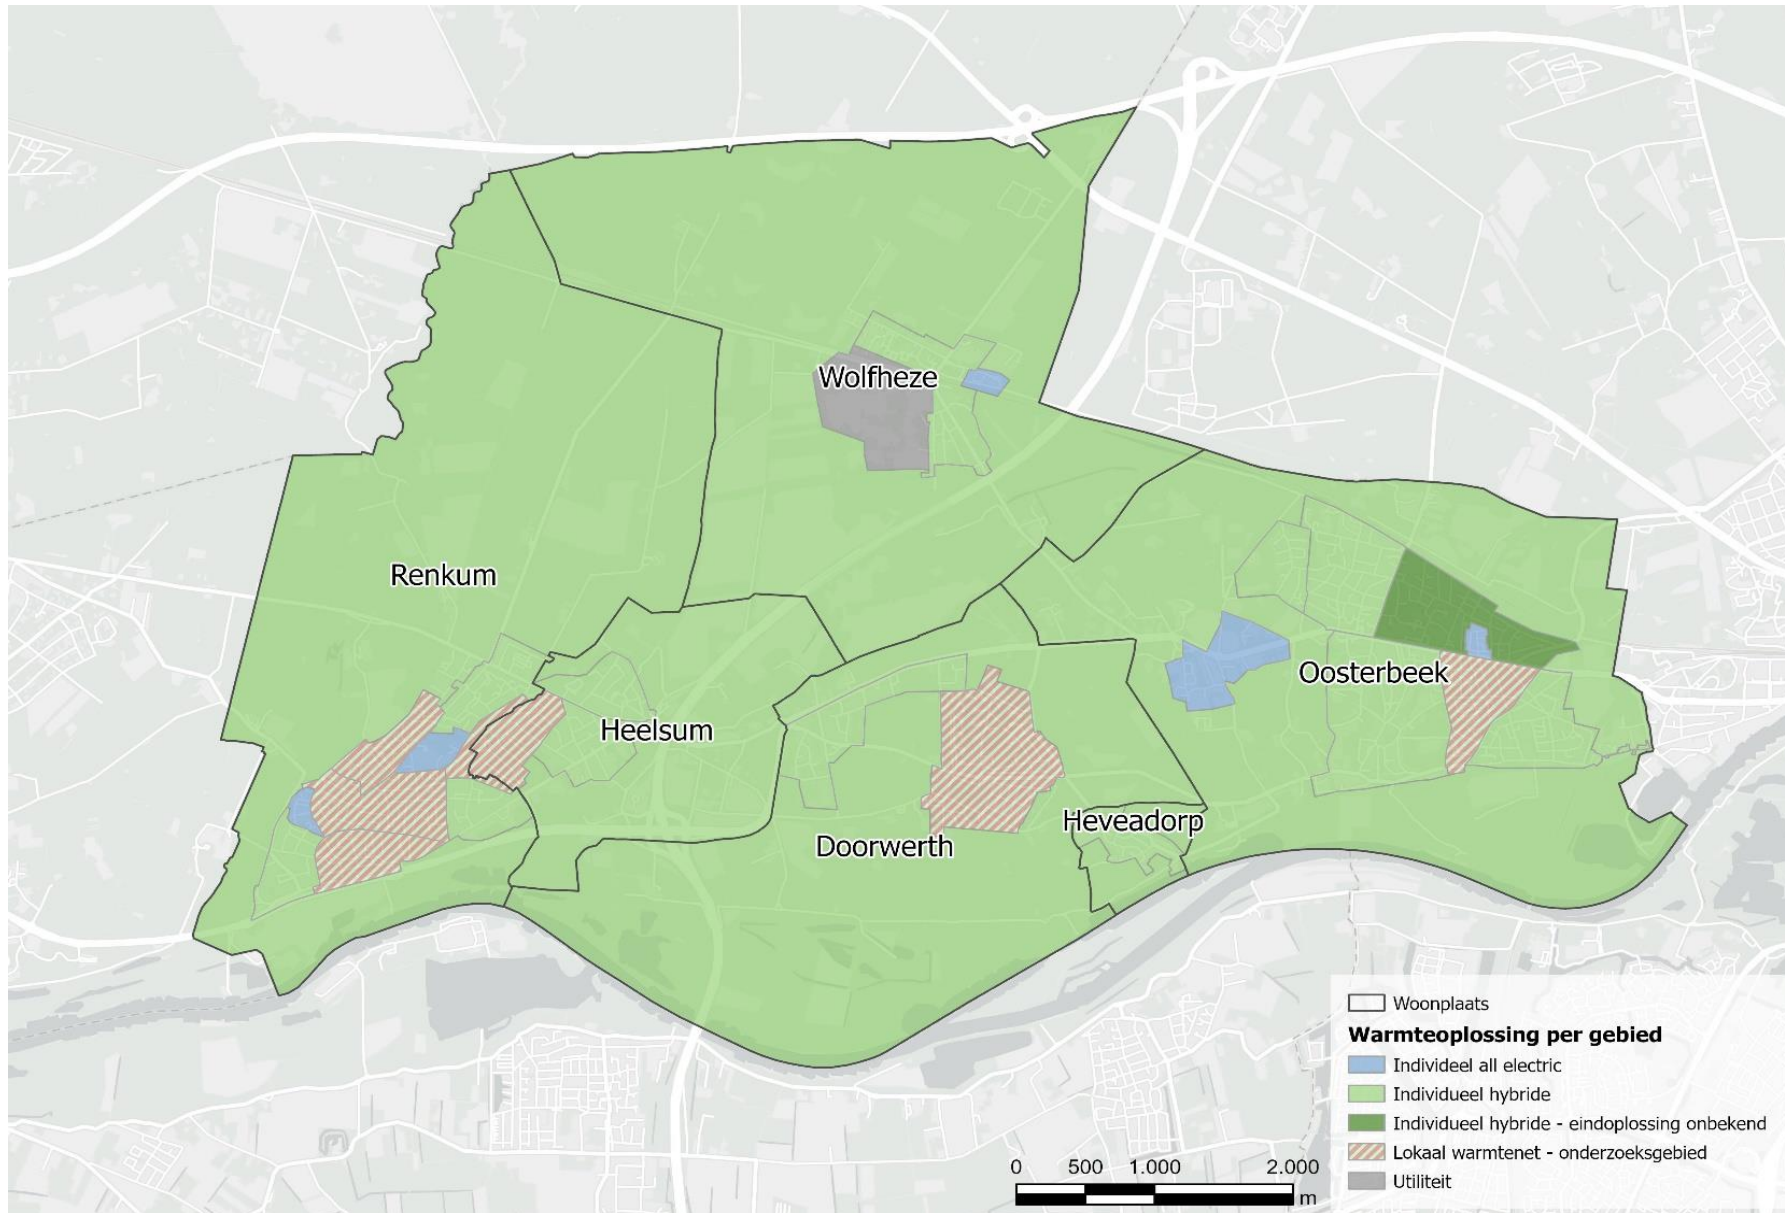 Wolfheze
Renkum
Oosterbeek
Heelsum
Heveadorp
Doorwerth
Woonplaats
Warmteoplossing per gebied
Individeel all electric
Individueel hybride
Individueel hybride - eindoplossing onbekend
Lokaal warmtenet - onderzoeksgebied
Utiliteit
0 500 1.000 2.000
m